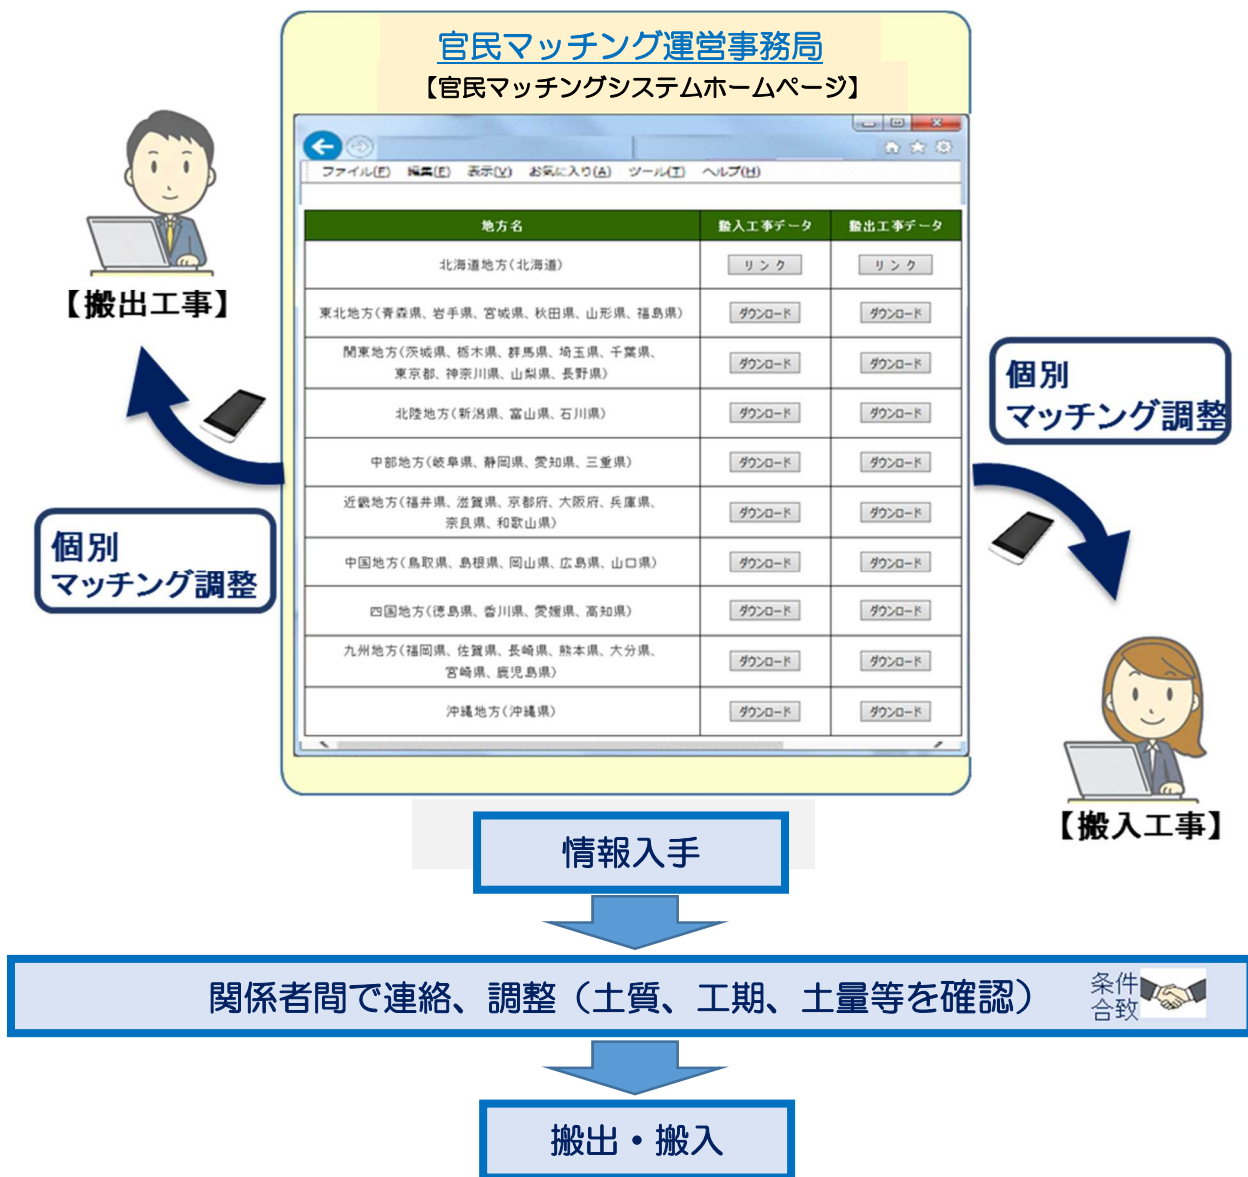 官民マッチング運営事務局
【官民マッチングシステムホームページ】
ファイル(F) 編集(E) 表示(V) お気に入り(A) ツール(T) ヘルプ(H)
地方名 搬入工事データ 搬出工事データ
北海道地方(北海道) リンク リンク
東北地方(青森県、岩手県、宮城県、秋田県、山形県、福島県) ダウンロード ダウンロード
関東地方(茨城県、栃木県、群馬県、埼玉県、千葉県、
東京都、神奈川県、山梨県、長野県) ダウンロード ダウンロード
北陸地方(新潟県、富山県、石川県) ダウンロード ダウンロード
中部地方(岐阜県、静岡県、愛知県、三重県) ダウンロード ダウンロード
近畿地方(福井県、滋賀県、京都府、大阪府、兵庫県、
奈良県、和歌山県) ダウンロード ダウンロード
中国地方(鳥取県、島根県、岡山県、広島県、山口県) ダウンロード ダウンロード
四国地方(徳島県、香川県、愛媛県、高知県) ダウンロード ダウンロード
九州地方(福岡県、佐賀県、長崎県、熊本県、大分県、
宮崎県、鹿児島県) ダウンロード ダウンロード
沖縄地方(沖縄県) ダウンロード ダウンロード
【搬出工事】
個別
マッチング調整
個別
マッチング調整
【搬入工事】
情報入手
関係者間で連絡、調整（土質、工期、土量等を確認）
条件
合致
搬出・搬入